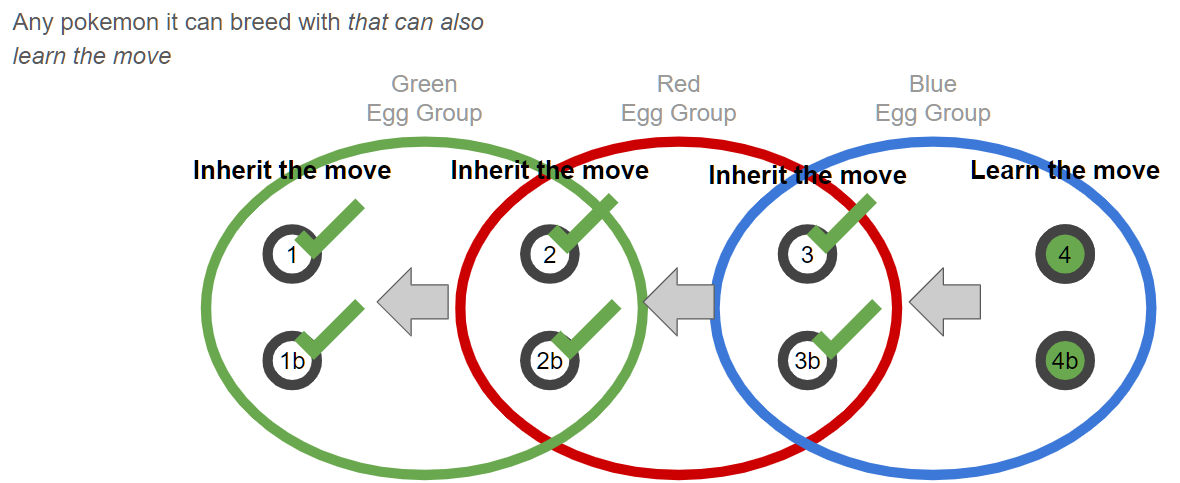 Any pokemon it can breed with that can also
learn the move
Green
Egg Group
Red
Egg Group
Blue
Egg Group
Inherit the move
Inherit the move
Inherit the move
Learn the move
1
2
3
4
1b
2b
3b
4b